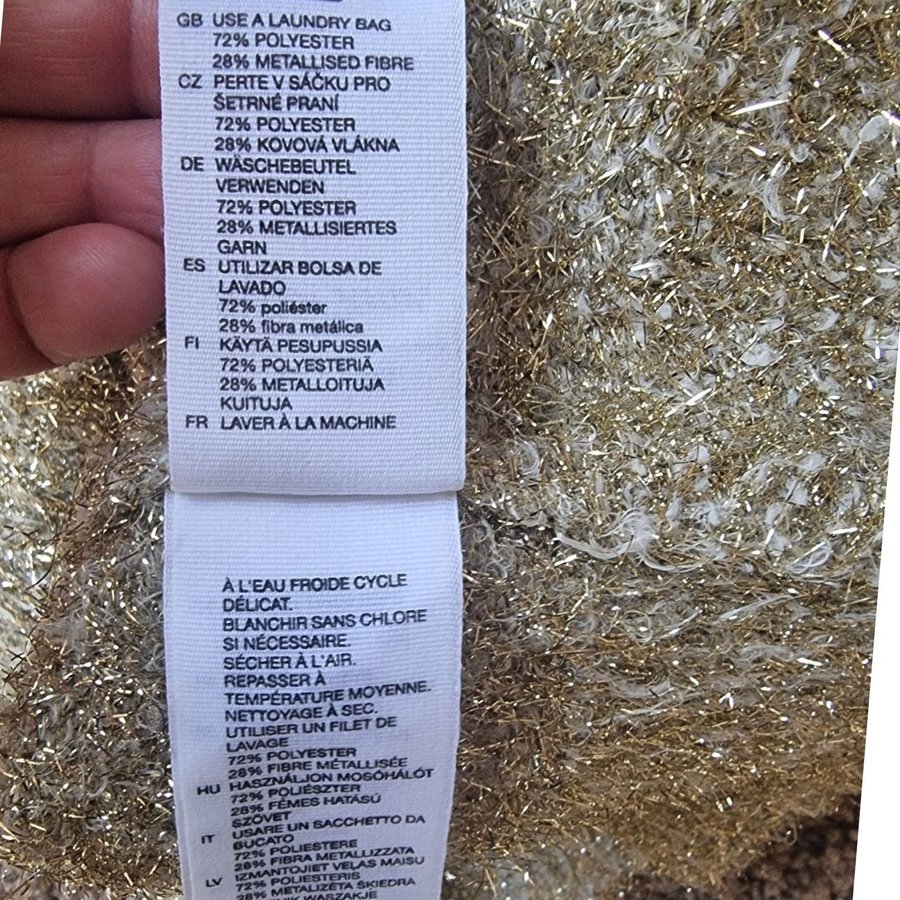 GB USE A LAUNDRY BAG
72% POLYESTER
28% METALLISED FIBRE
CZ PERTE V SÁČKU PRO
ŠETRNÉ PRANÍ
72% POLYESTER
28% KOVOVÁ VLÁKNA
DE WÄSCHEBEUTEL
VERWENDEN
72% POLYESTER
28% METALLISIERTES
GARN
ES UTILIZAR BOLSA DE
LAVADO
72% poliéster
28% fibra metálica
FI KÄYTÄ PESUPUSSIA
72% POLYESTERIÄ
28% METALLOITUJA
KUITUJA
FR LAVER À LA MACHINE
À L'EAU FROIDE CYCLE
DÉLICAT.
BLANCHIR SANS CHLORE
SI NÉCESSAIRE.
SÉCHER À L'AIR.
REPASSER À
TEMPÉRATURE MOYENNE.
NETTOYAGE À SEC.
UTILISER UN FILET DE
LAVAGE
72% POLYESTER
28% FIBRE MÉTALLISÉE
HU HASZNÁLJON MOSÓHÁLÓT
72% POLIÉSZTER
28% FÉMES HATÁSÚ
SZÖVET
IT USARE UN SACCHETTO DA
BUCATO
72% POLIESTERE
28% FIBRA METALLIZZATA
LV IZMANTOJIET VEĻAS MAISU
72% POLIESTERIS
28% METALIZĒTA ŠĶIEDRA